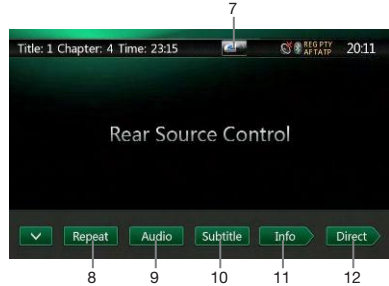 7
Title: 1 Chapter: 4 Time: 23:15 REG PTY AF TA TP 20:11
Rear Source Control
Repeat Audio Subtitle Info Direct
8 9 10 11 12